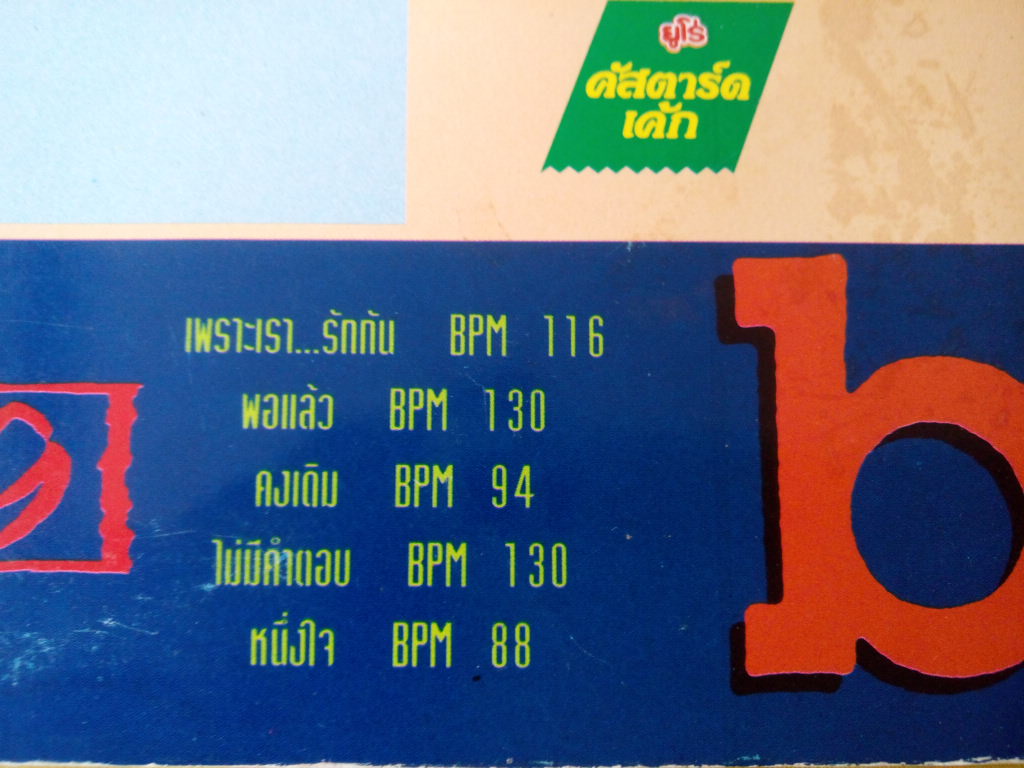 ยูโร่
คัสตาร์ด
เค้ก
เพราะเรา...รักกัน BPM 116
พอแล้ว BPM 130
คงเดิม BPM 94
ไม่มีคำตอบ BPM 130
หนึ่งใจ BPM 88
b